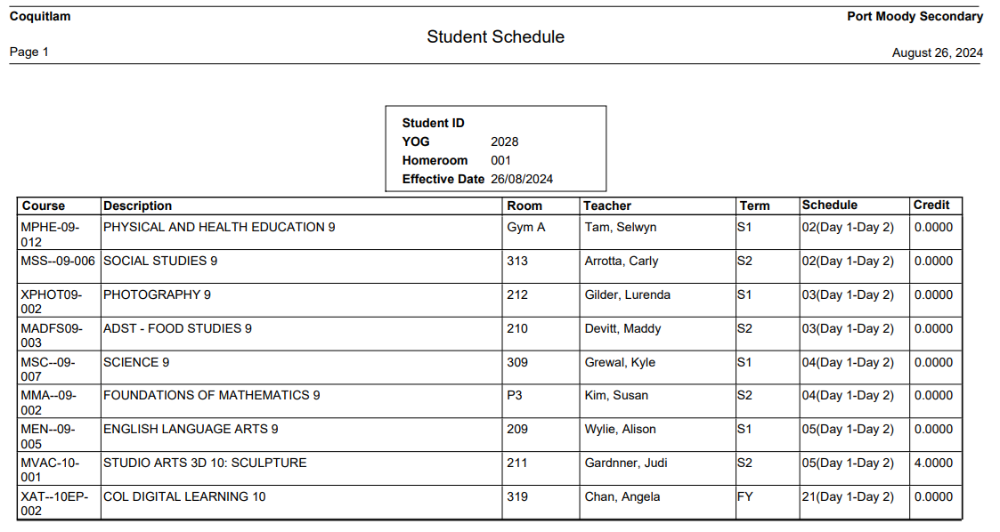 Coquitlam Port Moody Secondary
Student Schedule
Page 1 August 26, 2024
Student ID
YOG 2028
Homeroom 001
Effective Date 26/08/2024
Course Description Room Teacher Term Schedule Credit
MPHE-09- PHYSICAL AND HEALTH EDUCATION 9 Gym A Tam, Selwyn S1 02(Day 1-Day 2) 0.0000
012
MSS--09-006 SOCIAL STUDIES 9 313 Arrotta, Carly S2 02(Day 1-Day 2) 0.0000
XPHOT09- PHOTOGRAPHY 9 212 Gilder, Lurenda S1 03(Day 1-Day 2) 0.0000
002
MADFS09- ADST - FOOD STUDIES 9 210 Devitt, Maddy S2 03(Day 1-Day 2) 0.0000
003
MSC--09- SCIENCE 9 309 Grewal, Kyle S1 04(Day 1-Day 2) 0.0000
007
MMA--09- FOUNDATIONS OF MATHEMATICS 9 P3 Kim, Susan S2 04(Day 1-Day 2) 0.0000
002
MEN--09- ENGLISH LANGUAGE ARTS 9 209 Wylie, Alison S1 05(Day 1-Day 2) 0.0000
005
MVAC-10- STUDIO ARTS 3D 10: SCULPTURE 211 Gardnner, Judi S2 05(Day 1-Day 2) 4.0000
001
XAT--10EP- COL DIGITAL LEARNING 10 319 Chan, Angela FY 21(Day 1-Day 2) 0.0000
002